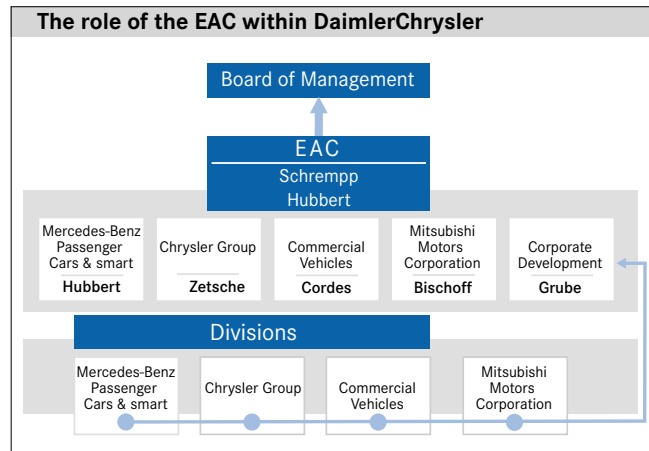 The role of the EAC within DaimlerChrysler
Board of Management
EAC
Schrempp
Hubbert
Mercedes-Benz
Passenger
Cars & smart
Hubbert
Chrysler Group
Zetsche
Commercial
Vehicles
Cordes
Mitsubishi
Motors
Corporation
Bischoff
Corporate
Development
Grube
Divisions
Mercedes-Benz
Passenger
Cars & smart
Chrysler Group
Commercial
Vehicles
Mitsubishi
Motors
Corporation